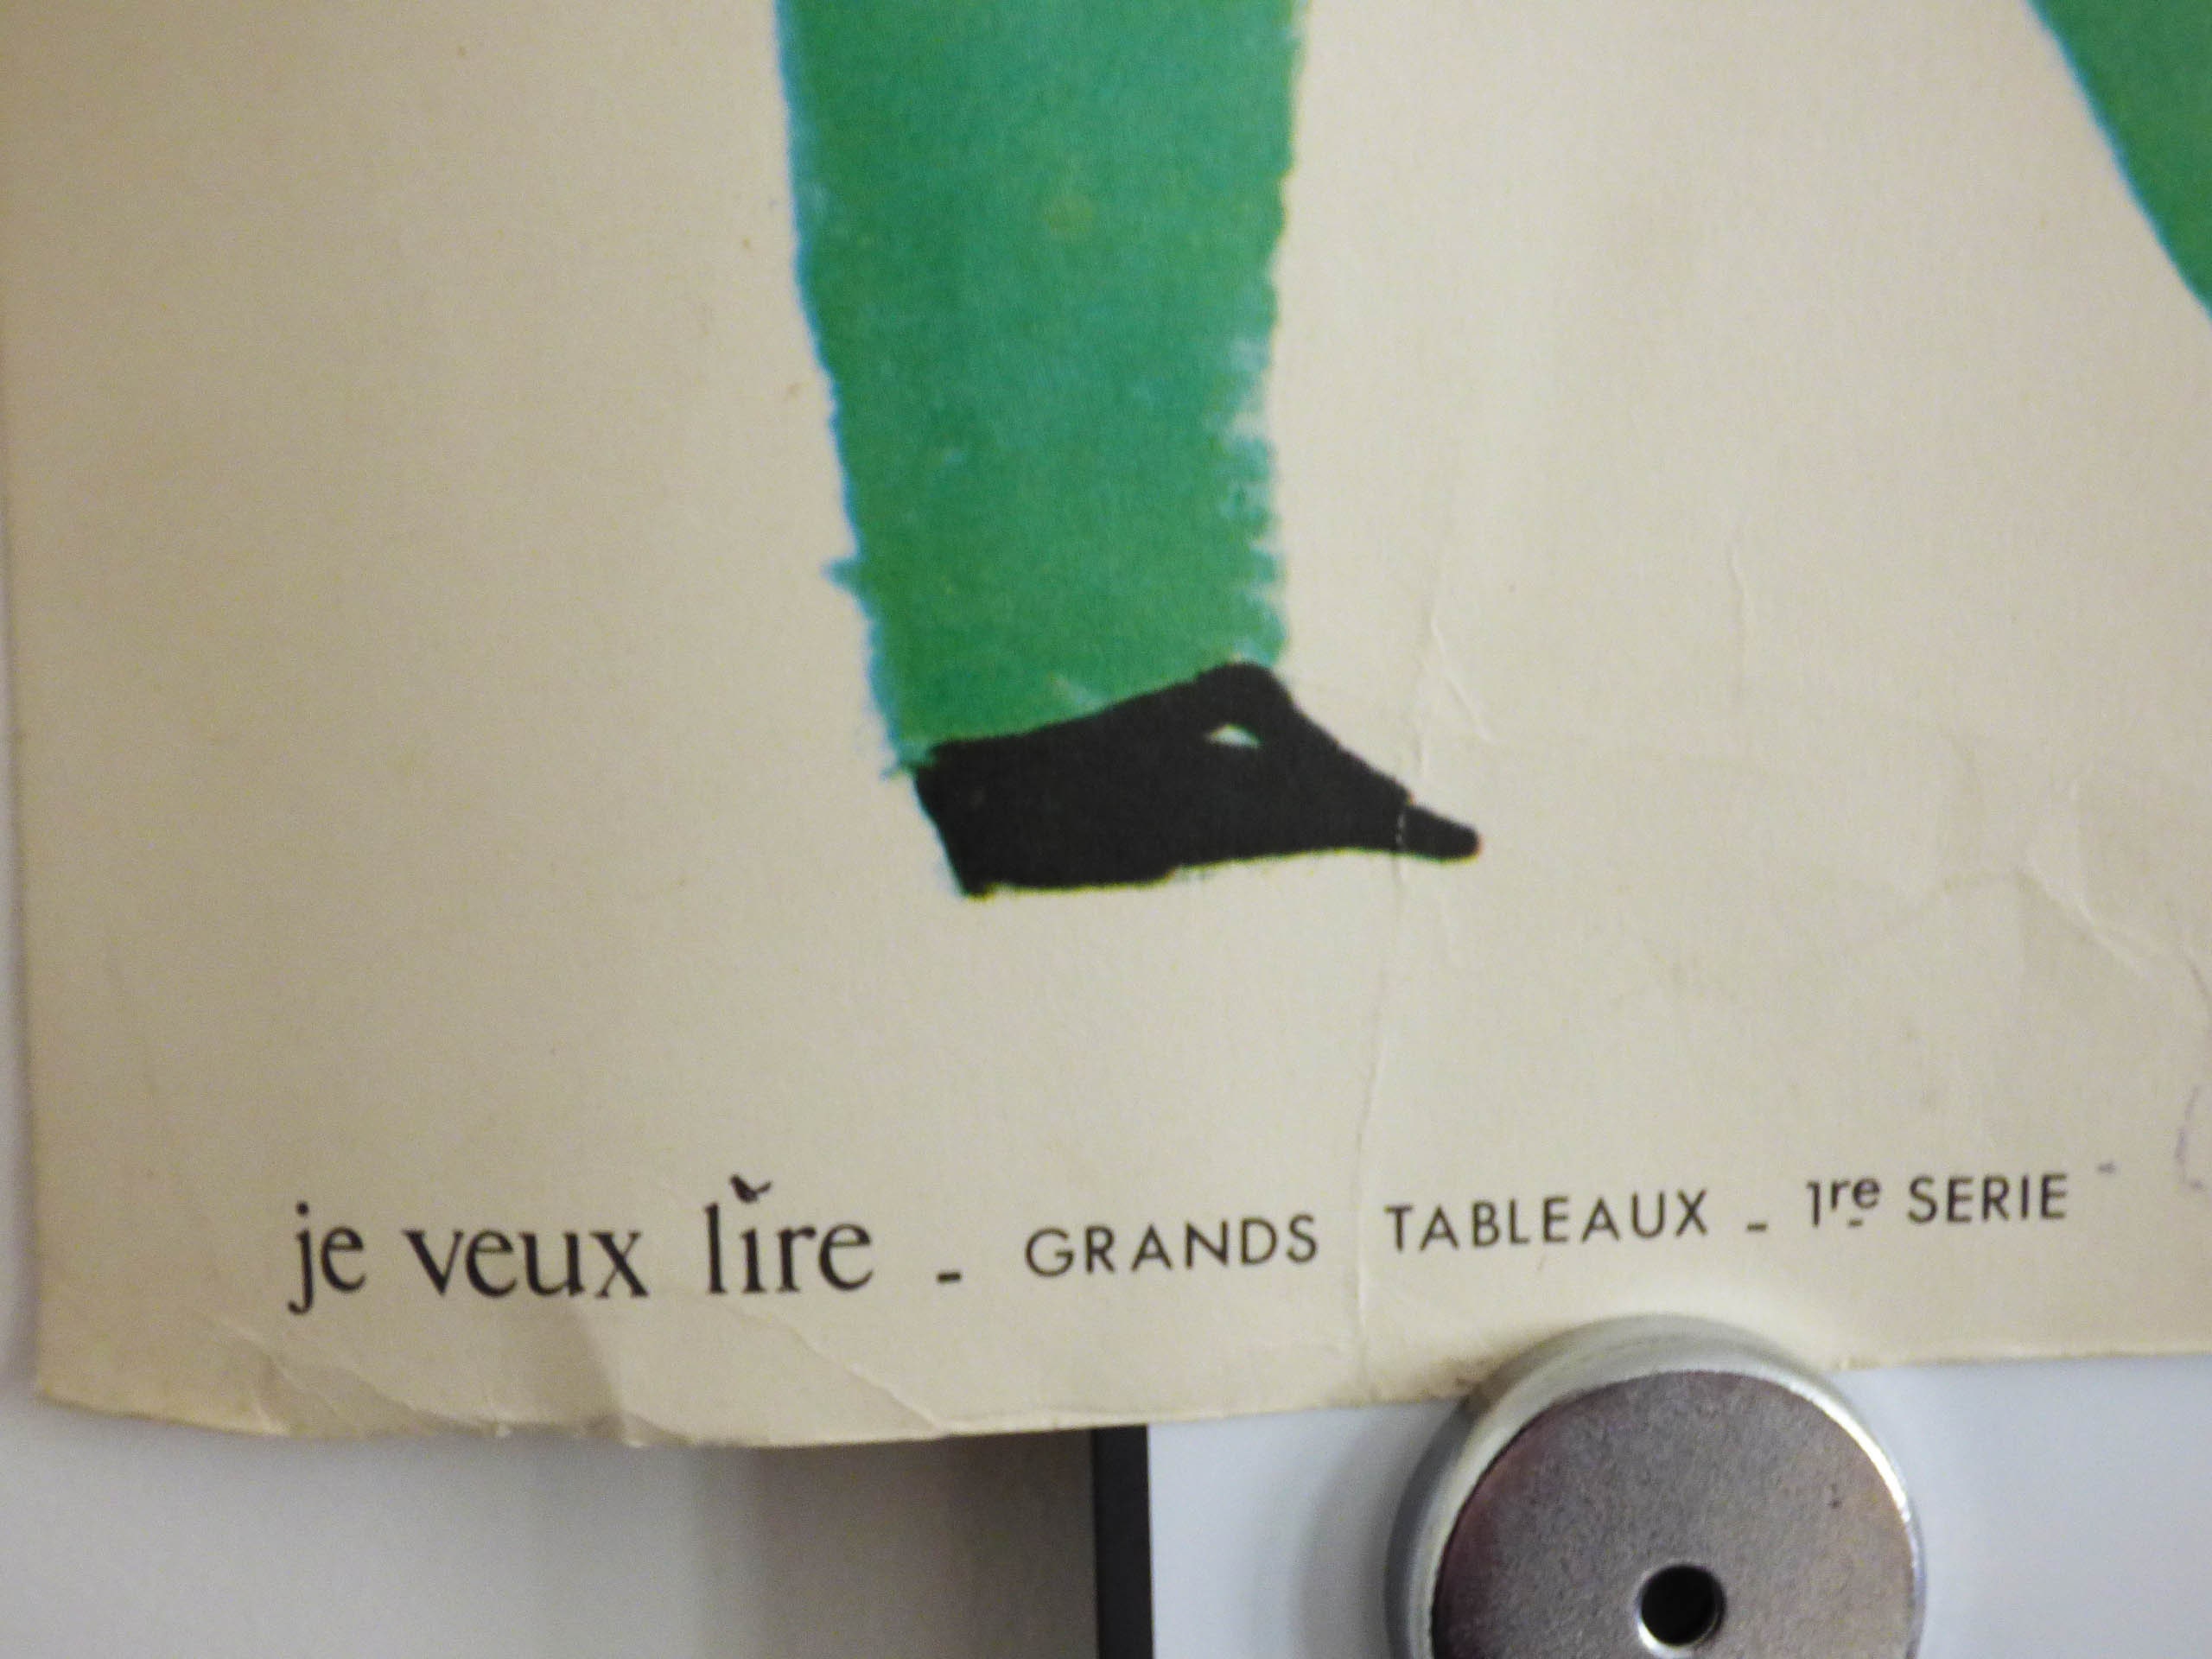 je veux lire - GRANDS TABLEAUX - 1re SERIE -